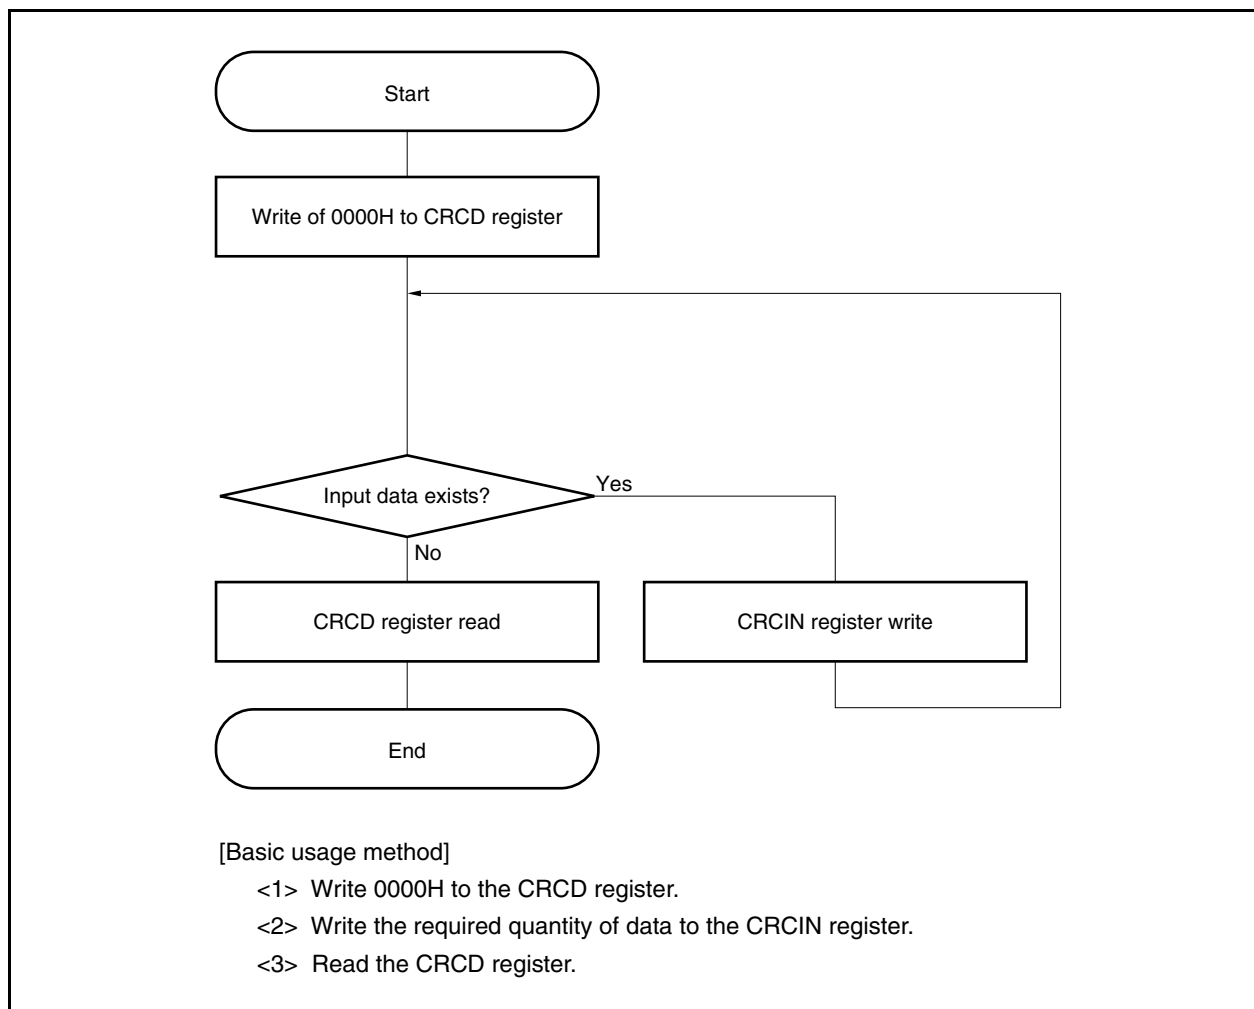 Start
Write of 0000H to CRCD register
Input data exists?
Yes
No
CRCD register read
CRCIN register write
End
[Basic usage method]
<1> Write 0000H to the CRCD register.
<2> Write the required quantity of data to the CRCIN register.
<3> Read the CRCD register.